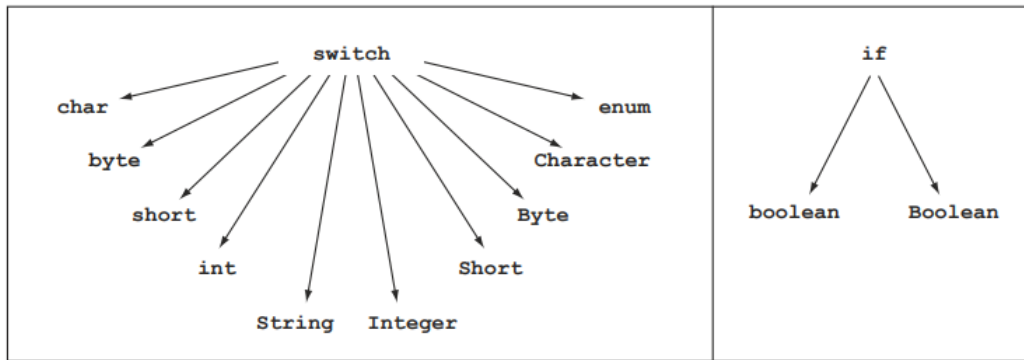 switch
if
char
enum
byte
Character
short
Byte
boolean
Boolean
int
Short
String
Integer